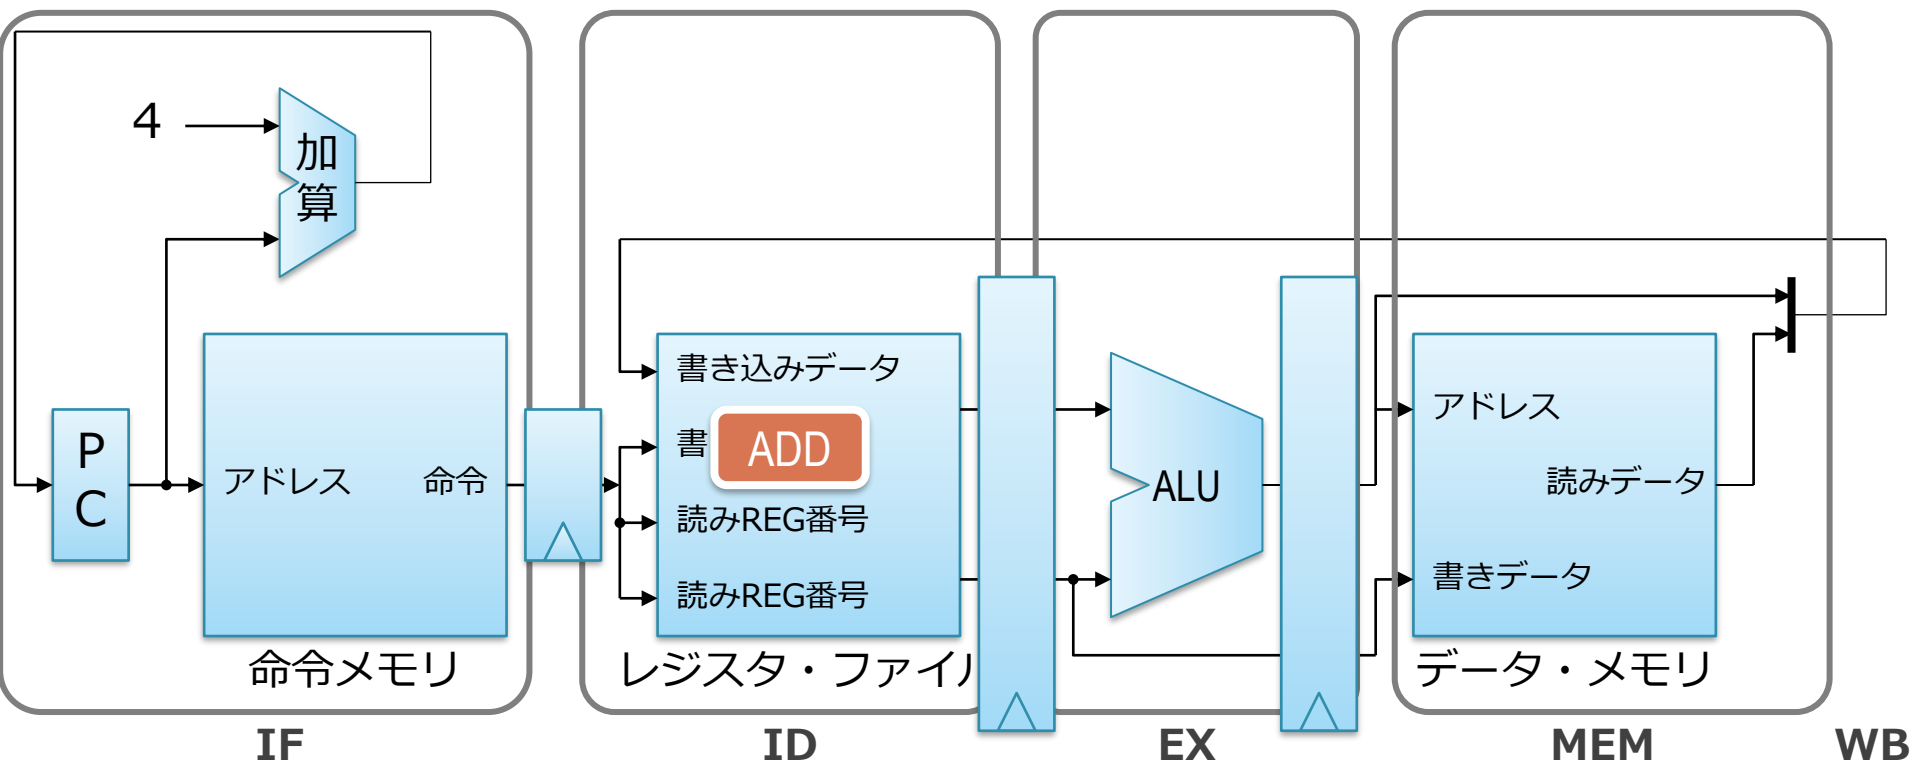 4
加
算
書き込みデータ
書
ADD
P
C
アドレス
命令
読みREG番号
読みREG番号
ALU
アドレス
読みデータ
書きデータ
命令メモリ
レジスタ・ファイル
データ・メモリ
IF
ID
EX
MEM
WB